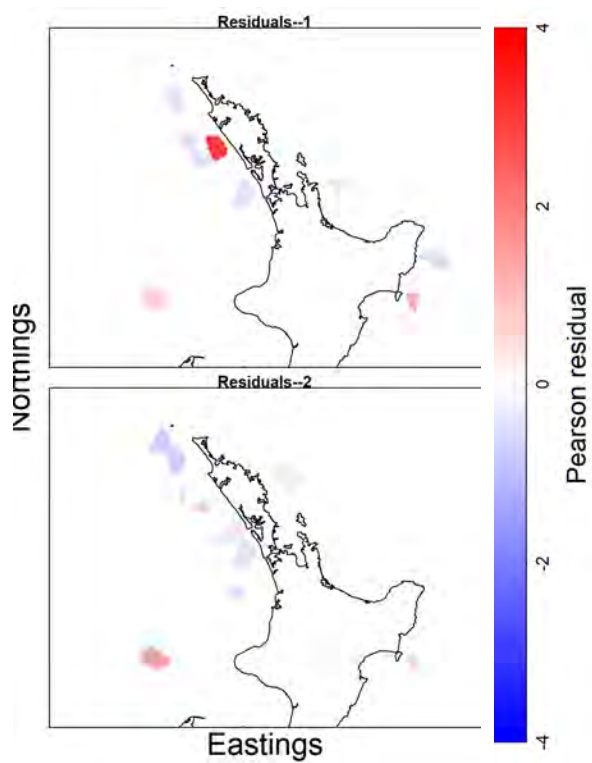 Residuals--1
Residuals--2
Northings
Eastings
4
2
0
-2
-4
Pearson residual